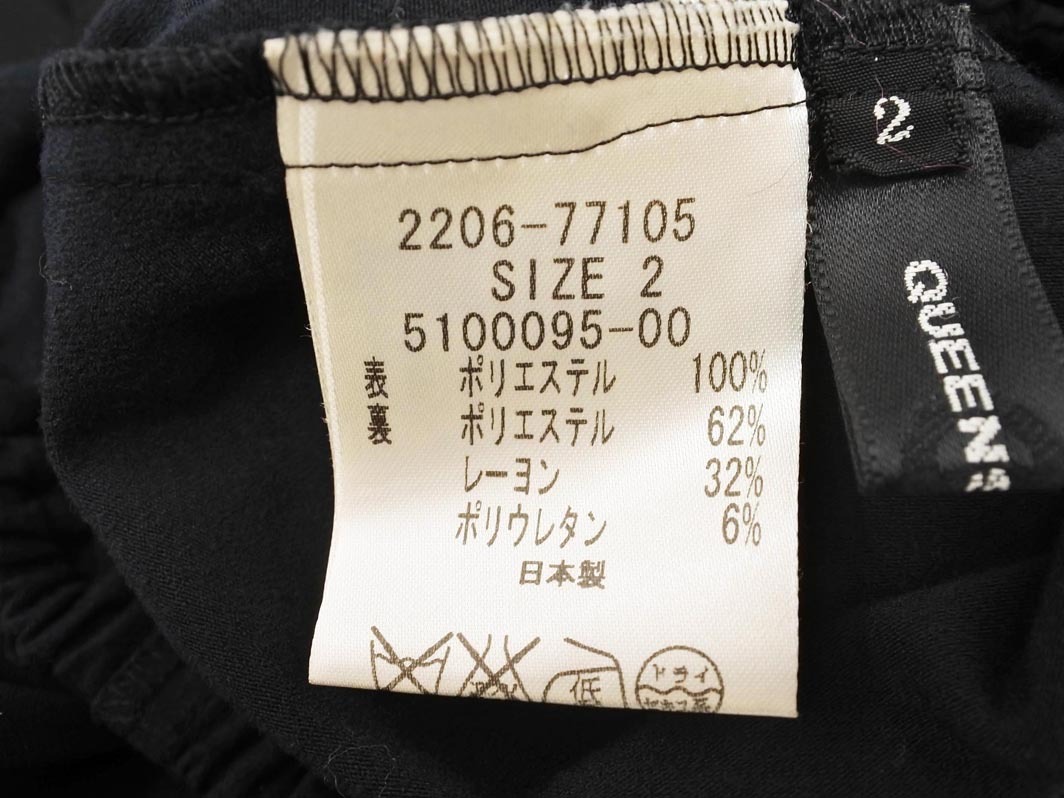 2206-77105
SIZE 2
5100095-00
表 ポリエステル 100%
裏 ポリエステル 62%
レーヨン 32%
ポリウレタン 6%
日本製
低
ドライ
2
QUEEN